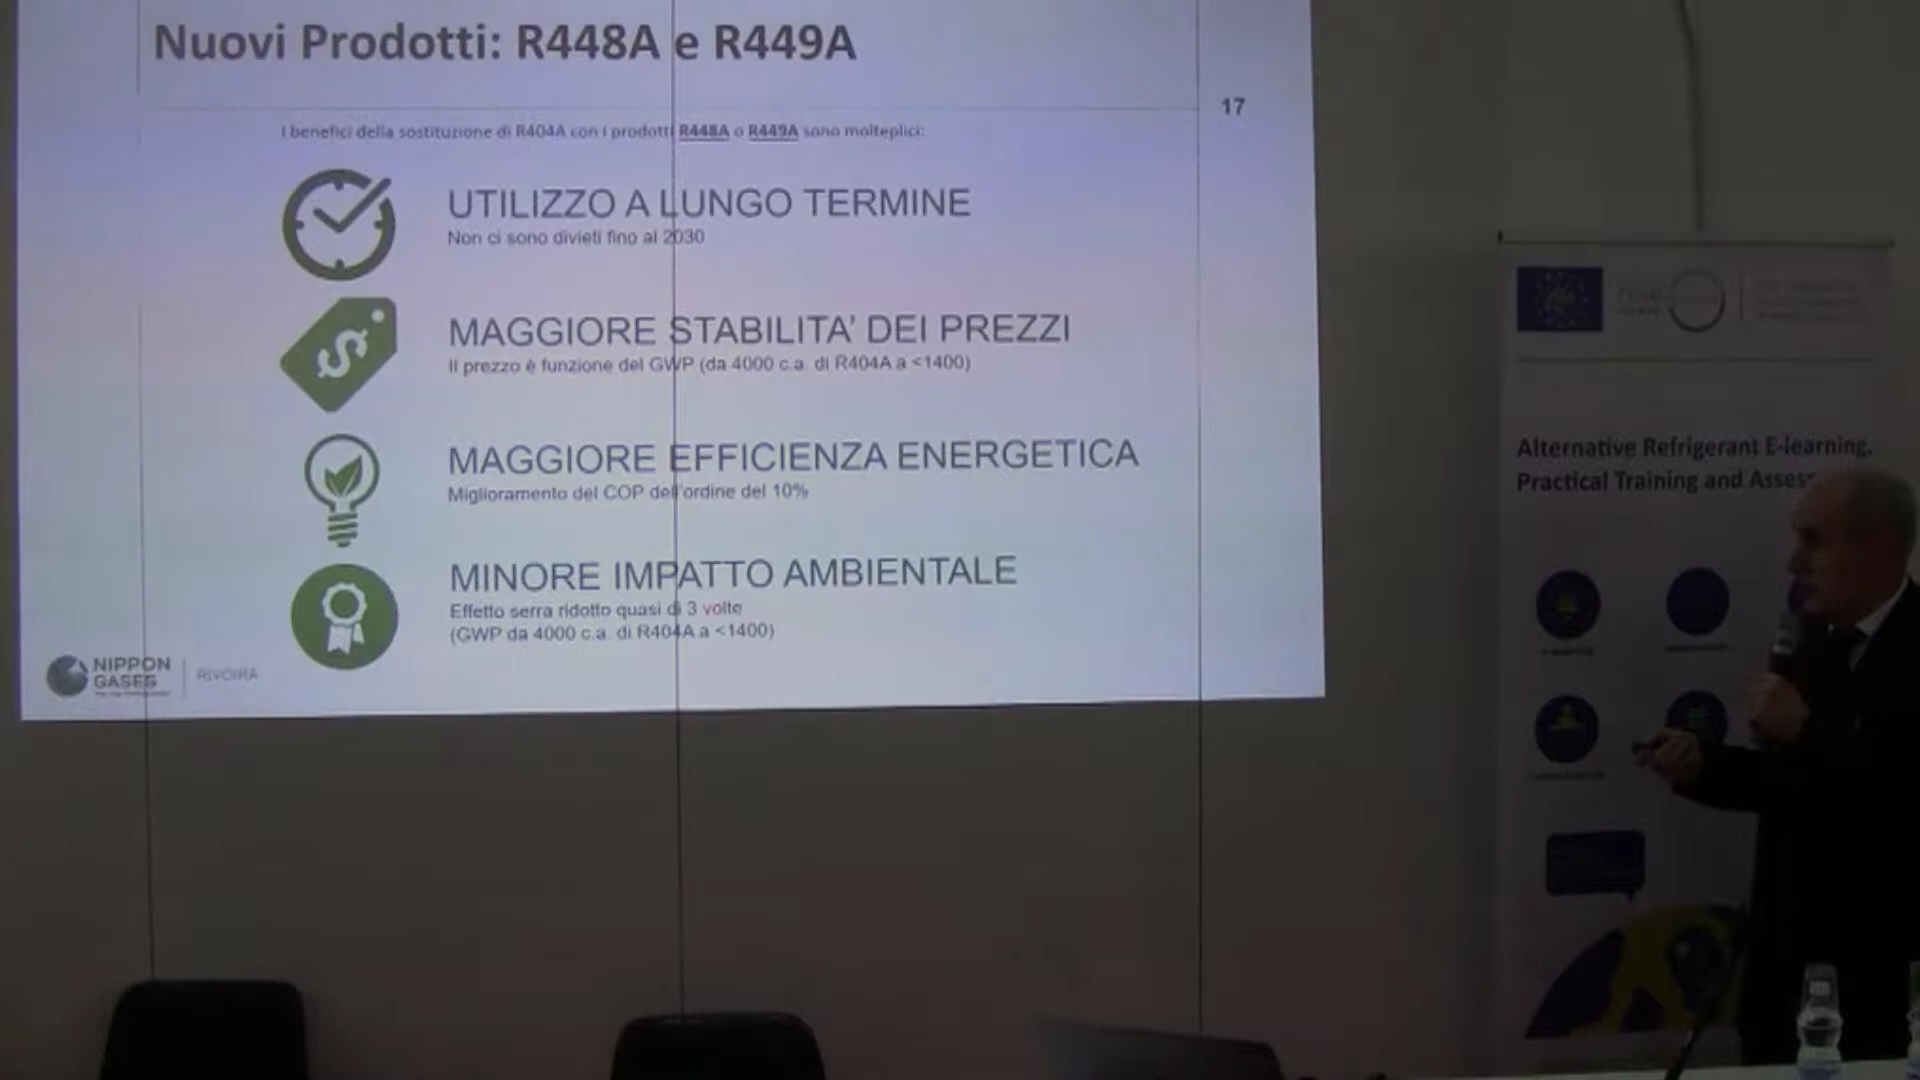 Nuovi Prodotti: R448A e R449A
17
I benefici della sostituzione di R404A con i prodotti R448A o R449A sono molteplici:
UTILIZZO A LUNGO TERMINE
Non ci sono divieti fino al 2030
MAGGIORE STABILITA' DEI PREZZI
Il prezzo è funzione del GWP (da 4000 c.a. di R404A a <1400)
MAGGIORE EFFICIENZA ENERGETICA
Miglioramento del COP dell'ordine del 10%
MINORE IMPATTO AMBIENTALE
Effetto serra ridotto quasi di 3 volte
(GWP da 4000 c.a. di R404A a <1400)
NIPPON
GASES
RIVOIRA
Alternative Refrigerant E-learning,
Practical Training and